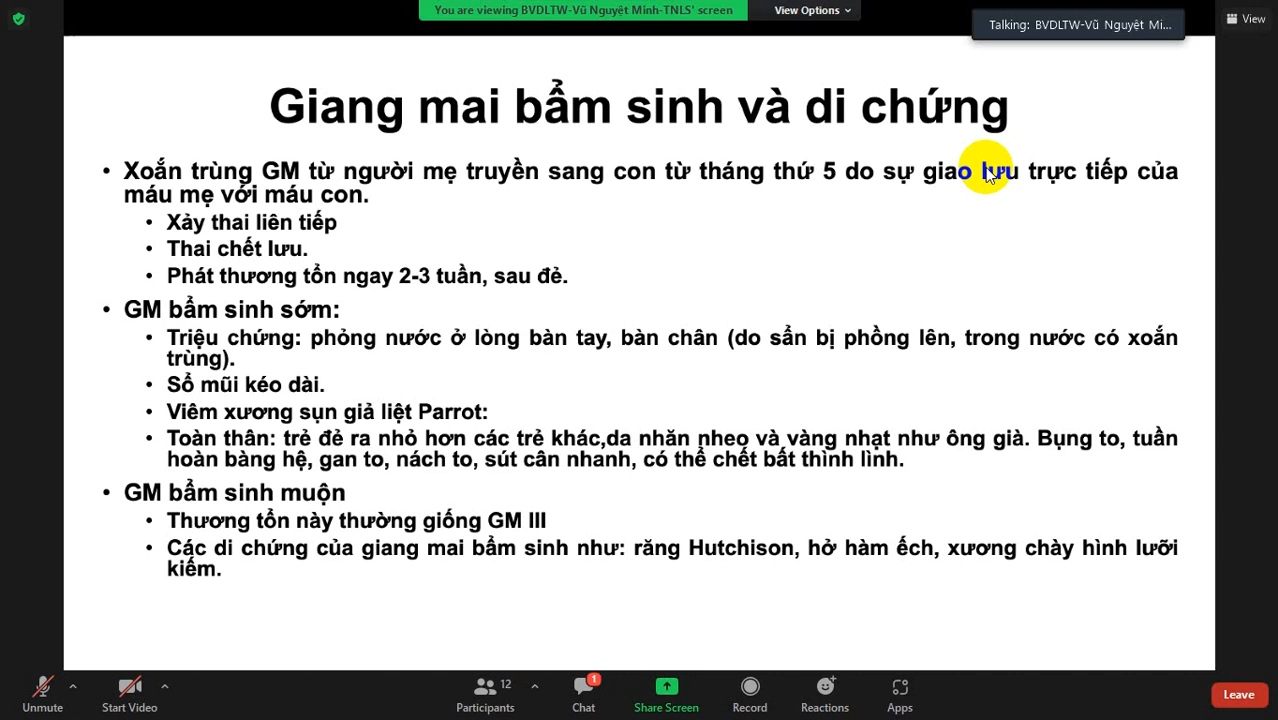 You are viewing BVDLTW-Vũ Nguyệt Minh-TNLS' screen
View Options
Talking: BVDLTW-Vũ Nguyệt Mi...
View
Giang mai bẩm sinh và di chứng
• Xoắn trùng GM từ người mẹ truyền sang con từ tháng thứ 5 do sự giao lưu trực tiếp của
máu mẹ với máu con.
• Xảy thai liên tiếp
• Thai chết lưu.
• Phát thương tổn ngay 2-3 tuần, sau đẻ.
• GM bẩm sinh sớm:
• Triệu chứng: phỏng nước ở lòng bàn tay, bàn chân (do sẩn bị phồng lên, trong nước có xoắn
trùng).
• Sổ mũi kéo dài.
• Viêm xương sụn giả liệt Parrot:
• Toàn thân: trẻ đẻ ra nhỏ hơn các trẻ khác,da nhăn nheo và vàng nhạt như ông già. Bụng to, tuần
hoàn bàng hệ, gan to, nách to, sút cân nhanh, có thể chết bất thình lình.
• GM bẩm sinh muộn
• Thương tổn này thường giống GM III
• Các di chứng của giang mai bẩm sinh như: răng Hutchison, hở hàm ếch, xương chày hình lưỡi
kiếm.
Unmute
Start Video
12
Participants
1
Chat
Share Screen
Record
Reactions
Apps
Leave